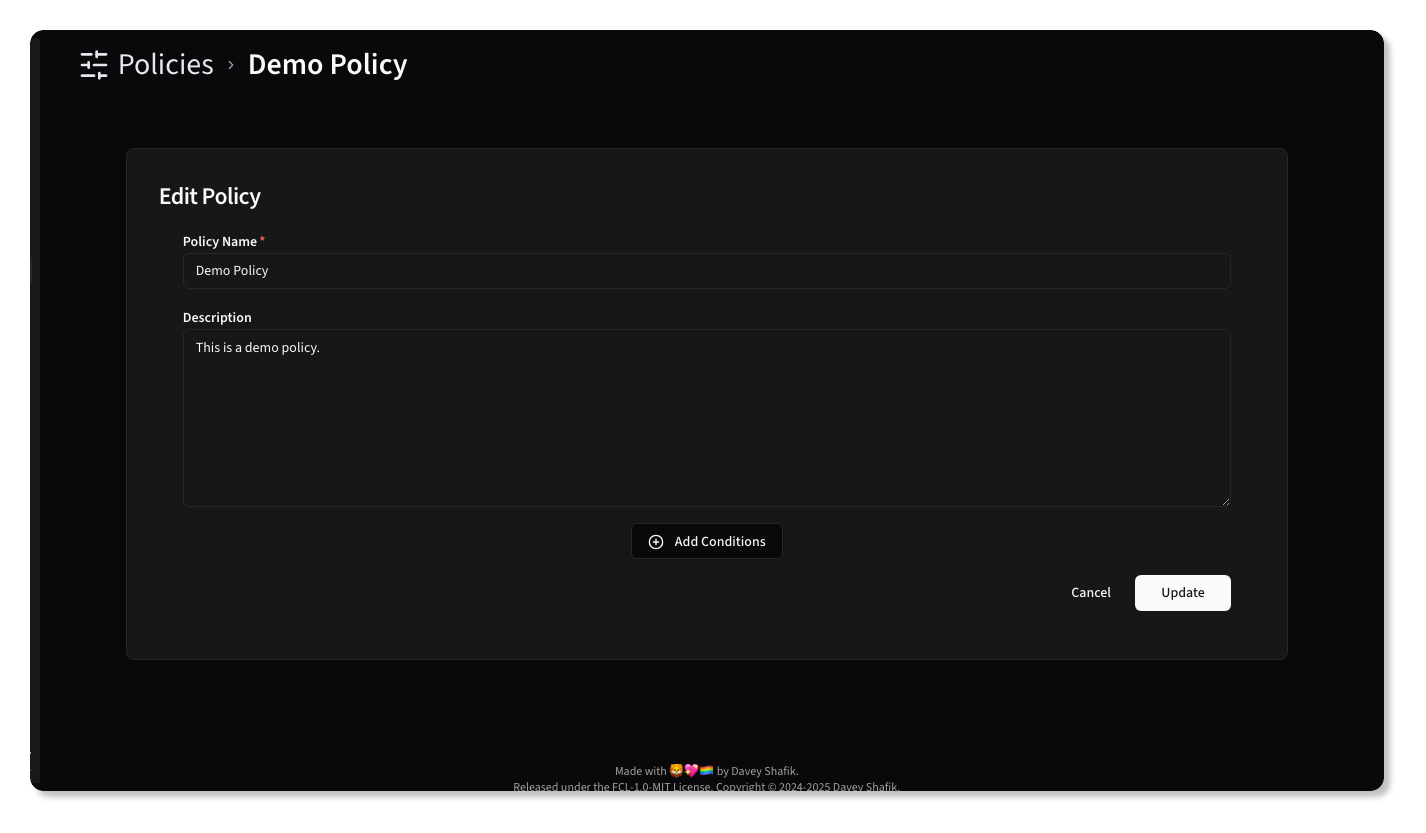 Policies › Demo Policy
Edit Policy
Policy Name *
Demo Policy
Description
This is a demo policy.
Add Conditions
Cancel Update
Made with 🦁💖🏳️‍🌈 by Davey Shafik.
Released under the FCL-1.0-MIT License. Copyright © 2024-2025 Davey Shafik.